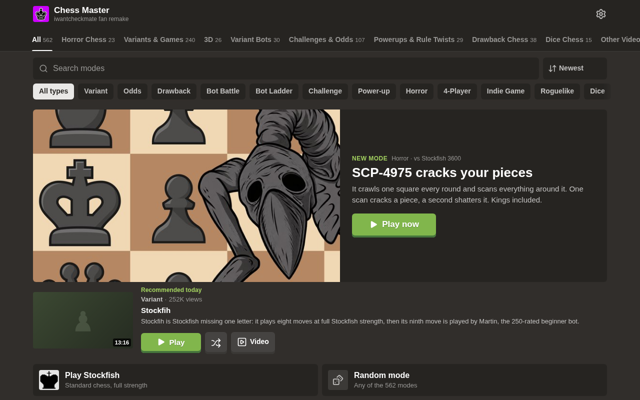 Chess Master
iwantcheckmate fan remake
All 562 Horror Chess 23 Variants & Games 240 3D 26 Variant Bots 30 Challenges & Odds 107 Powerups & Rule Twists 29 Drawback Chess 38 Dice Chess 15 Other Video
Search modes
Newest
All types Variant Odds Drawback Bot Battle Bot Ladder Challenge Power-up Horror 4-Player Indie Game Roguelike Dice
NEW MODE Horror · vs Stockfish 3600
SCP-4975 cracks your pieces
It crawls one square every round and scans everything around it. One
scan cracks a piece, a second shatters it. Kings included.
Play now
Recommended today
Variant · 252K views
Stockfih
Stockfih is Stockfish missing one letter: it plays eight moves at full Stockfish strength, then its ninth move is played by Martin, the 250-rated beginner bot.
13:16
Play Video
Play Stockfish
Standard chess, full strength
Random mode
Any of the 562 modes